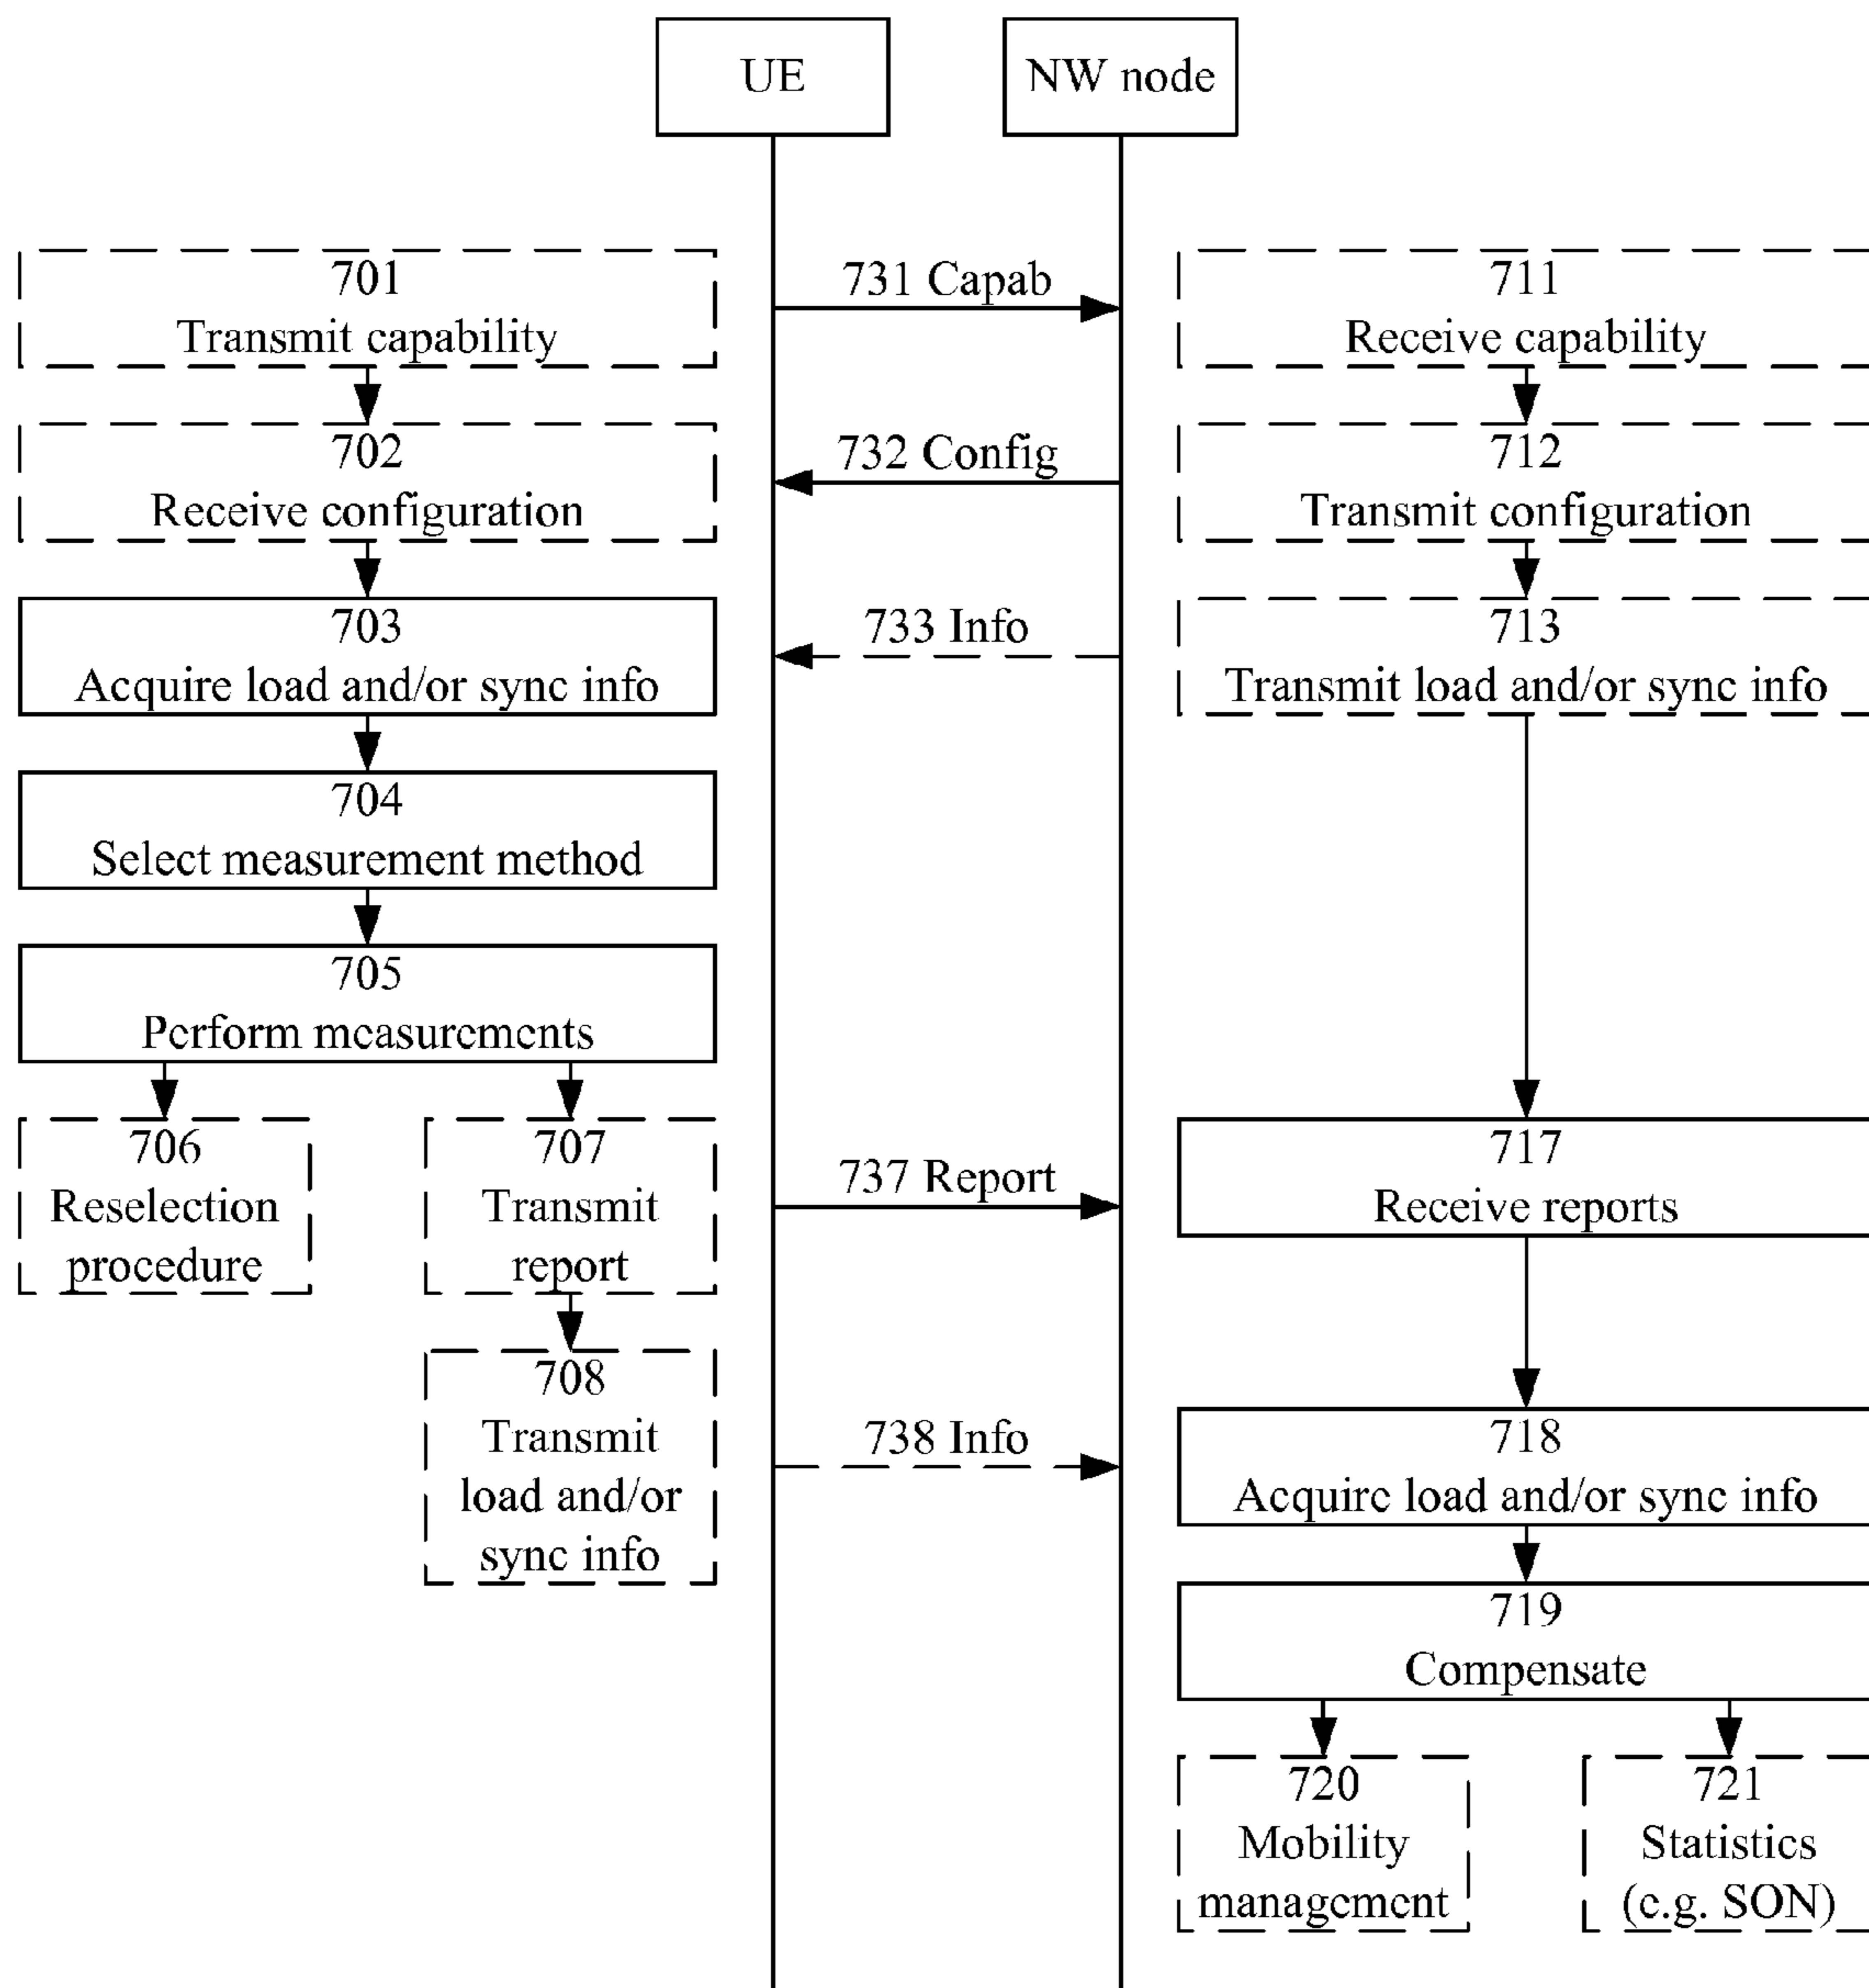 UE
NW node
701
Transmit capability
731 Capab
711
Receive capability
702
Receive configuration
732 Config
712
Transmit configuration
703
Acquire load and/or sync info
733 Info
713
Transmit load and/or sync info
704
Select measurement method
705
Perform measurements
706
Reselection
procedure
707
Transmit
report
737 Report
717
Receive reports
708
Transmit
load and/or
sync info
738 Info
718
Acquire load and/or sync info
719
Compensate
720
Mobility
management
721
Statistics
(e.g. SON)